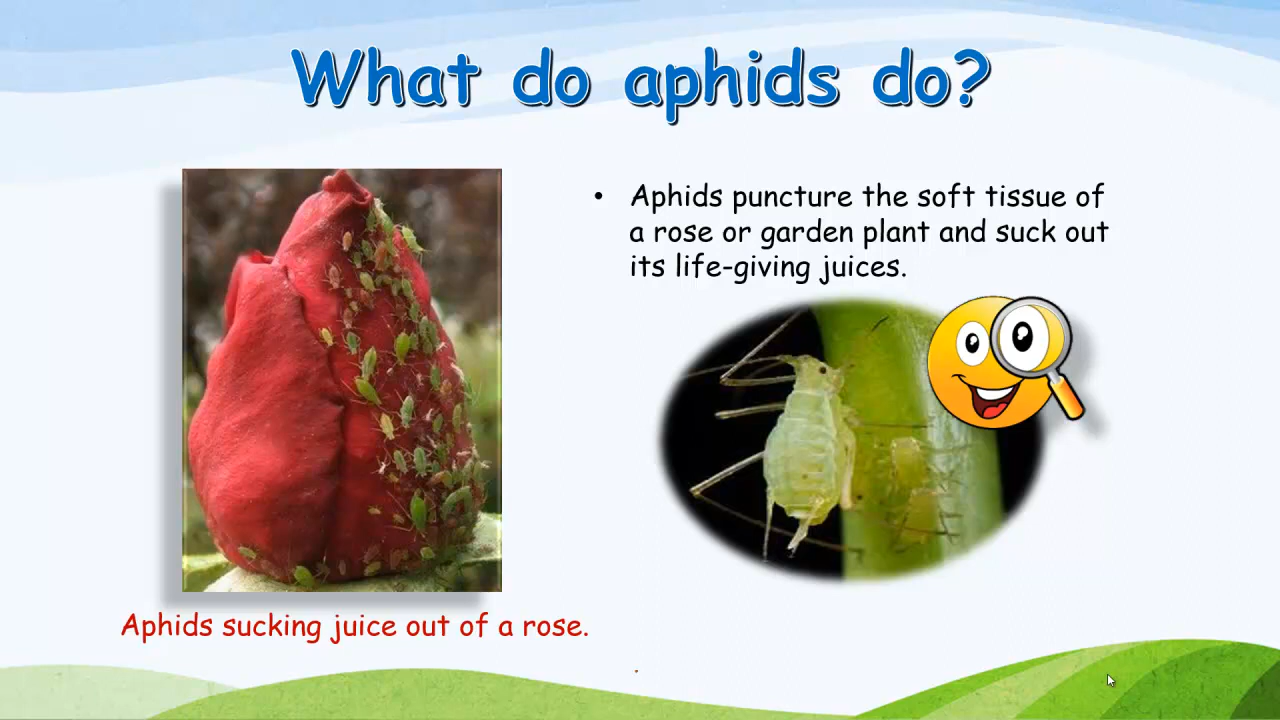 What do aphids do?
• Aphids puncture the soft tissue of
a rose or garden plant and suck out
its life-giving juices.
Aphids sucking juice out of a rose.